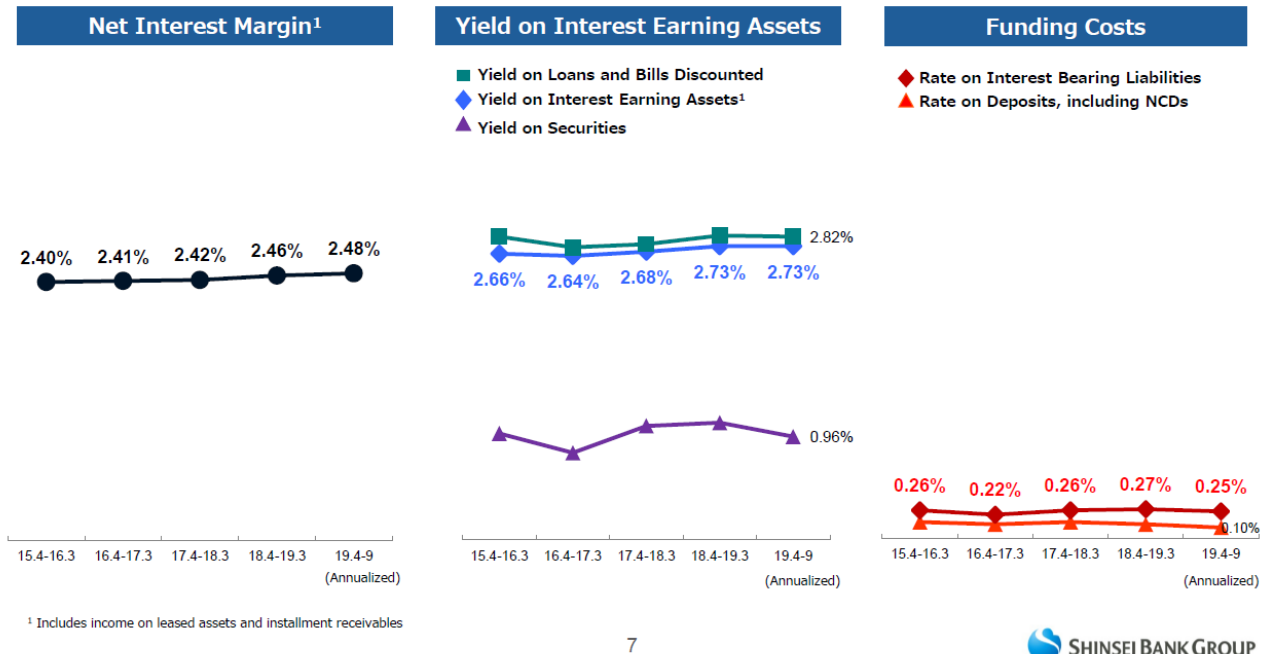 Net Interest Margin¹
2.40%
2.41%
2.42%
2.46%
2.48%
15.4-16.3
16.4-17.3
17.4-18.3
18.4-19.3
19.4-9
(Annualized)
Yield on Interest Earning Assets
Yield on Loans and Bills Discounted
Yield on Interest Earning Assets¹
Yield on Securities
2.82%
2.66%
2.64%
2.68%
2.73%
2.73%
0.96%
15.4-16.3
16.4-17.3
17.4-18.3
18.4-19.3
19.4-9
(Annualized)
Funding Costs
Rate on Interest Bearing Liabilities
Rate on Deposits, including NCDs
0.26%
0.22%
0.26%
0.27%
0.25%
0.10%
15.4-16.3
16.4-17.3
17.4-18.3
18.4-19.3
19.4-9
(Annualized)
¹ Includes income on leased assets and installment receivables
7
SHINSEI BANK GROUP